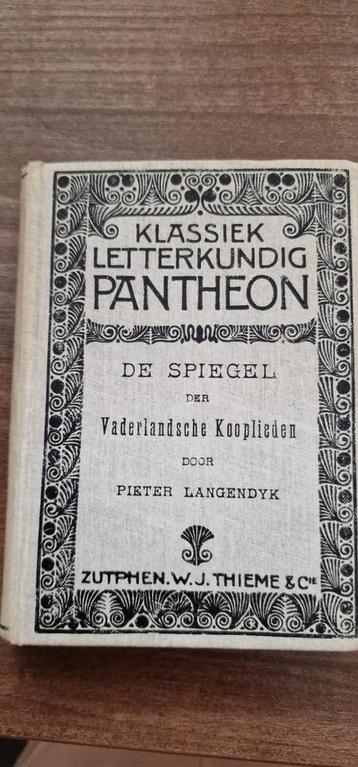 KLASSIEK
LETTERKUNDIG
PANTHEON
DE SPIEGEL
DER
Vaderlandsche Kooplieden
DOOR
PIETER LANGENDYK
ZUTPHEN. W. J. THIEME & CIE